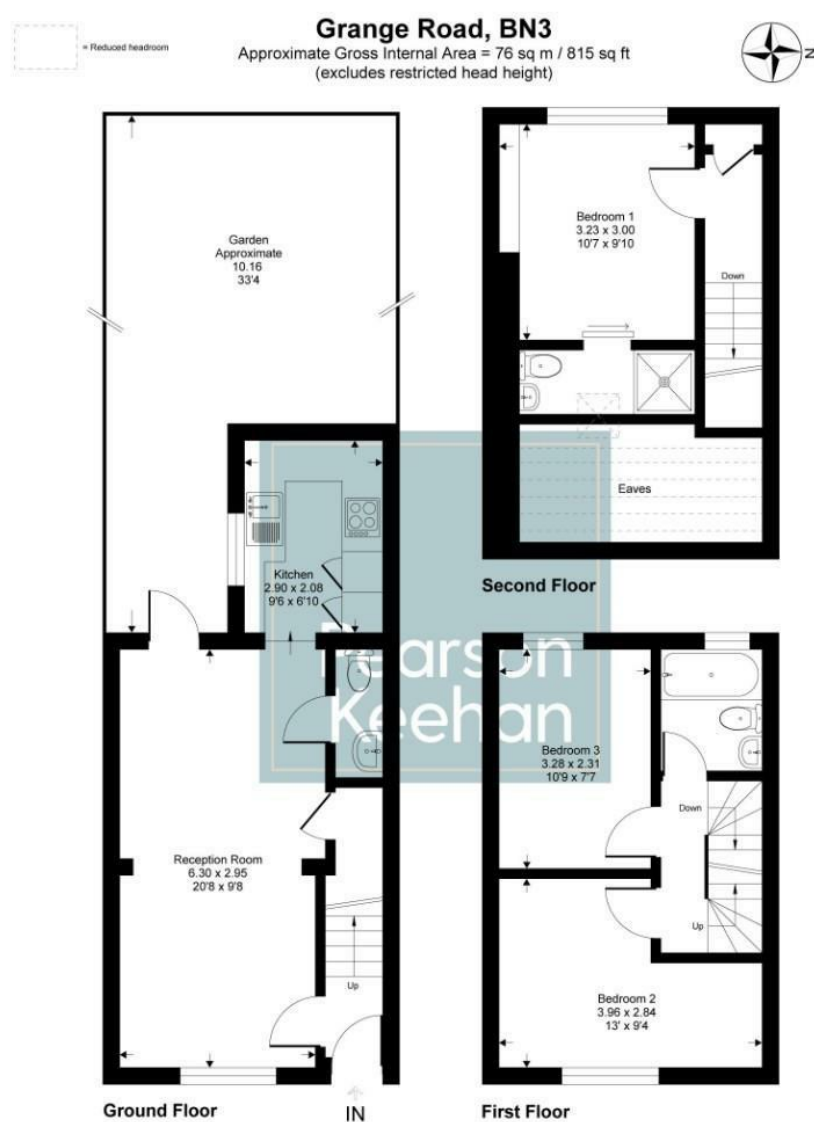 Grange Road, BN3
Approximate Gross Internal Area = 76 sq m / 815 sq ft
(excludes restricted head height)
= Reduced headroom
N
Garden
Approximate
10.16
33'4
Kitchen
2.90 x 2.08
9'6 x 6'10
Reception Room
6.30 x 2.95
20'8 x 9'8
Up
IN
Ground Floor
Bedroom 1
3.23 x 3.00
10'7 x 9'10
Down
Eaves
Second Floor
Pearson
Keehan
Bedroom 3
3.28 x 2.31
10'9 x 7'7
Down
Up
Bedroom 2
3.96 x 2.84
13' x 9'4
First Floor